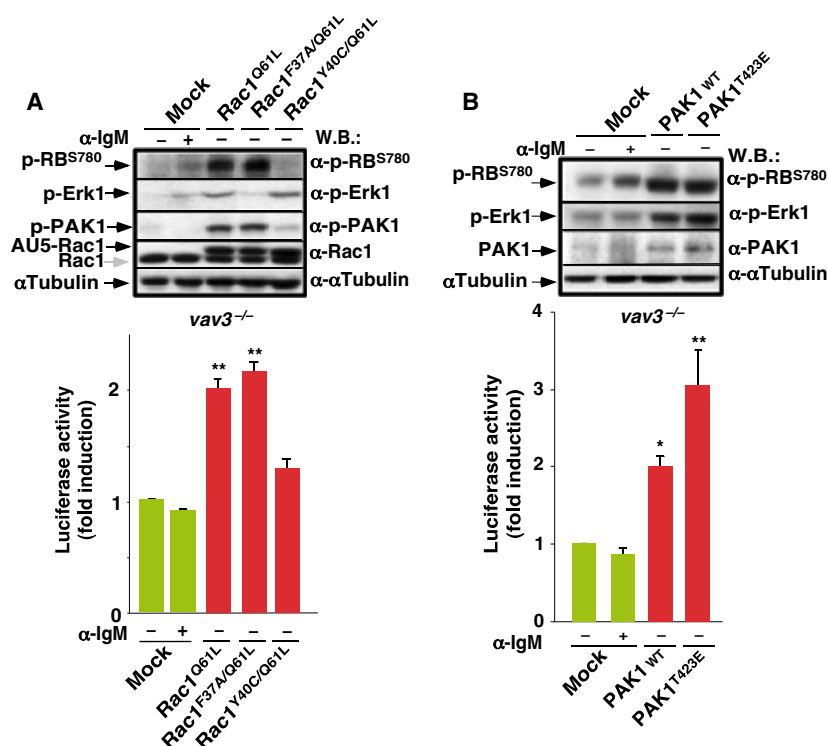 A
Mock
Rac1Q61L
Rac1F37A/Q61L
Rac1Y40C/Q61L
α-IgM – + – – – W.B.:
p-RBS780 α-p-RBS780
p-Erk1 α-p-Erk1
p-PAK1 α-p-PAK1
AU5-Rac1
Rac1 α-Rac1
αTubulin α-αTubulin
vav3–/–
Luciferase activity
(fold induction)
2
1
0
** **
α-IgM – + – – –
Mock
Rac1Q61L
Rac1F37A/Q61L
Rac1Y40C/Q61L
B
Mock
PAK1WT
PAK1T423E
α-IgM – + – – W.B.:
p-RBS780 α-p-RBS780
p-Erk1 α-p-Erk1
PAK1 α-PAK1
αTubulin α-αTubulin
vav3–/–
Luciferase activity
(fold induction)
4
3
2
1
0
* **
α-IgM – + – –
Mock
PAK1WT
PAK1T423E